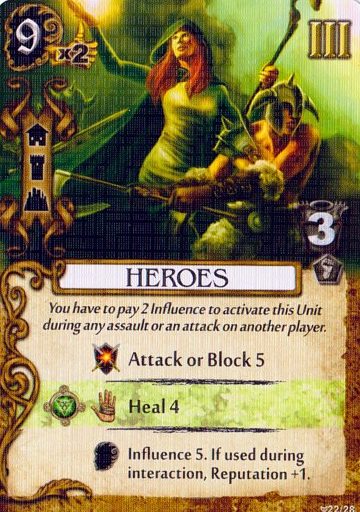 9
x2
III
3
HEROES
You have to pay 2 Influence to activate this Unit
during any assault or an attack on another player.
Attack or Block 5
Heal 4
Influence 5. If used during
interaction, Reputation +1.
22/28